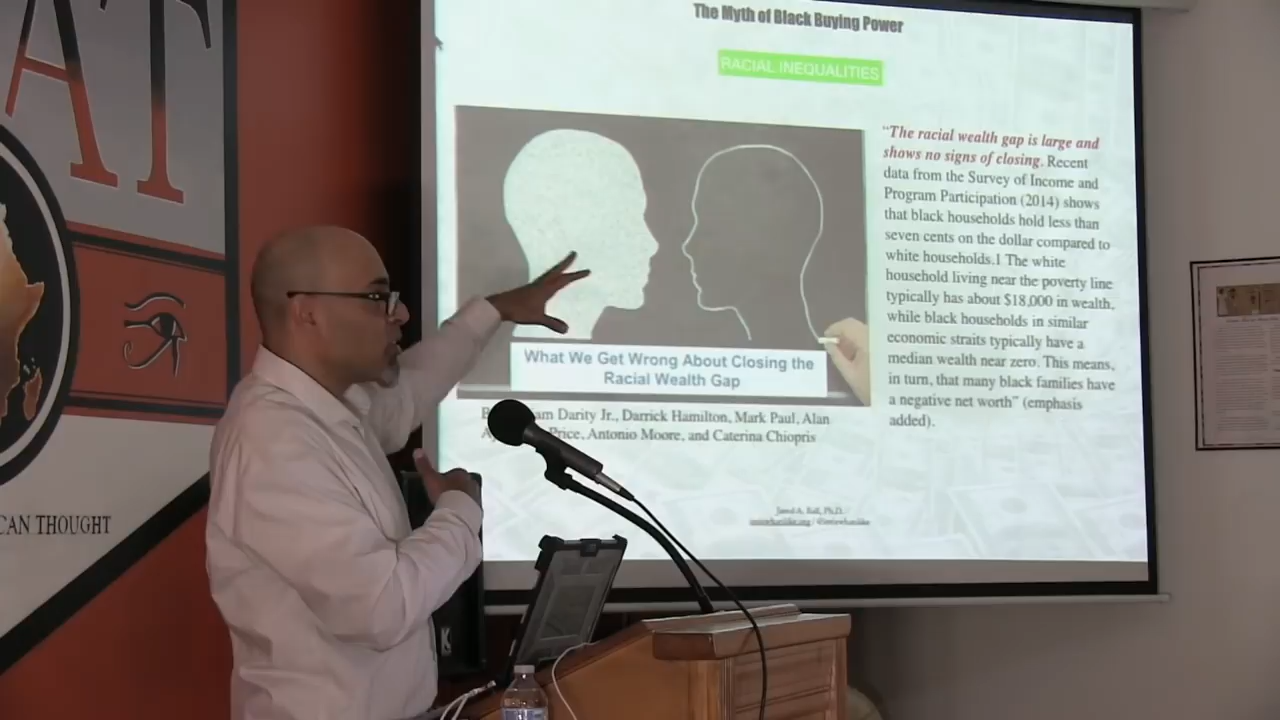 AT
CAN THOUGHT
The Myth of Black Buying Power
RACIAL INEQUALITIES
What We Get Wrong About Closing the
Racial Wealth Gap
B am Darity Jr., Darrick Hamilton, Mark Paul, Alan
A Price, Antonio Moore, and Caterina Chiopris
"The racial wealth gap is large and
shows no signs of closing. Recent
data from the Survey of Income and
Program Participation (2014) shows
that black households hold less than
seven cents on the dollar compared to
white households.1 The white
household living near the poverty line
typically has about $18,000 in wealth,
while black households in similar
economic straits typically have a
median wealth near zero. This means,
in turn, that many black families have
a negative net worth" (emphasis
added).
Jared A. Ball, Ph.D.
imixwhatilike.org / @imixwhatilike
K